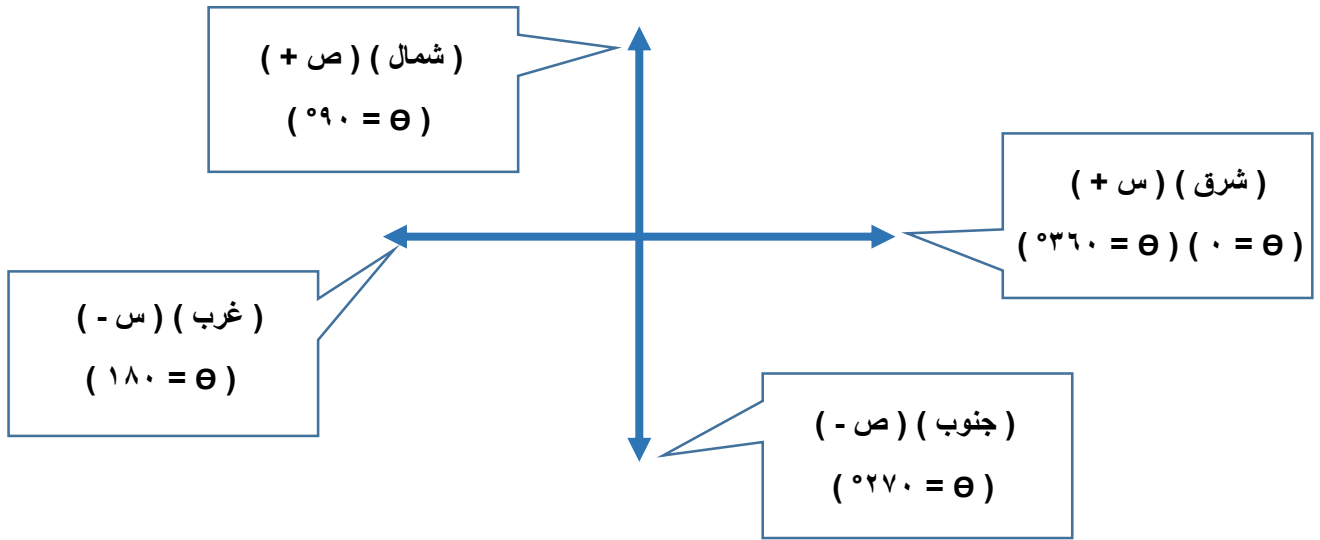 ( شمال ) ( ص + )
( Ɵ = ٩٠° )
( شرق ) ( س + )
( Ɵ = ٠ ) ( Ɵ = ٣٦٠° )
( غرب ) ( س - )
( Ɵ = ١٨٠ )
( جنوب ) ( ص - )
( Ɵ = ٢٧٠° )